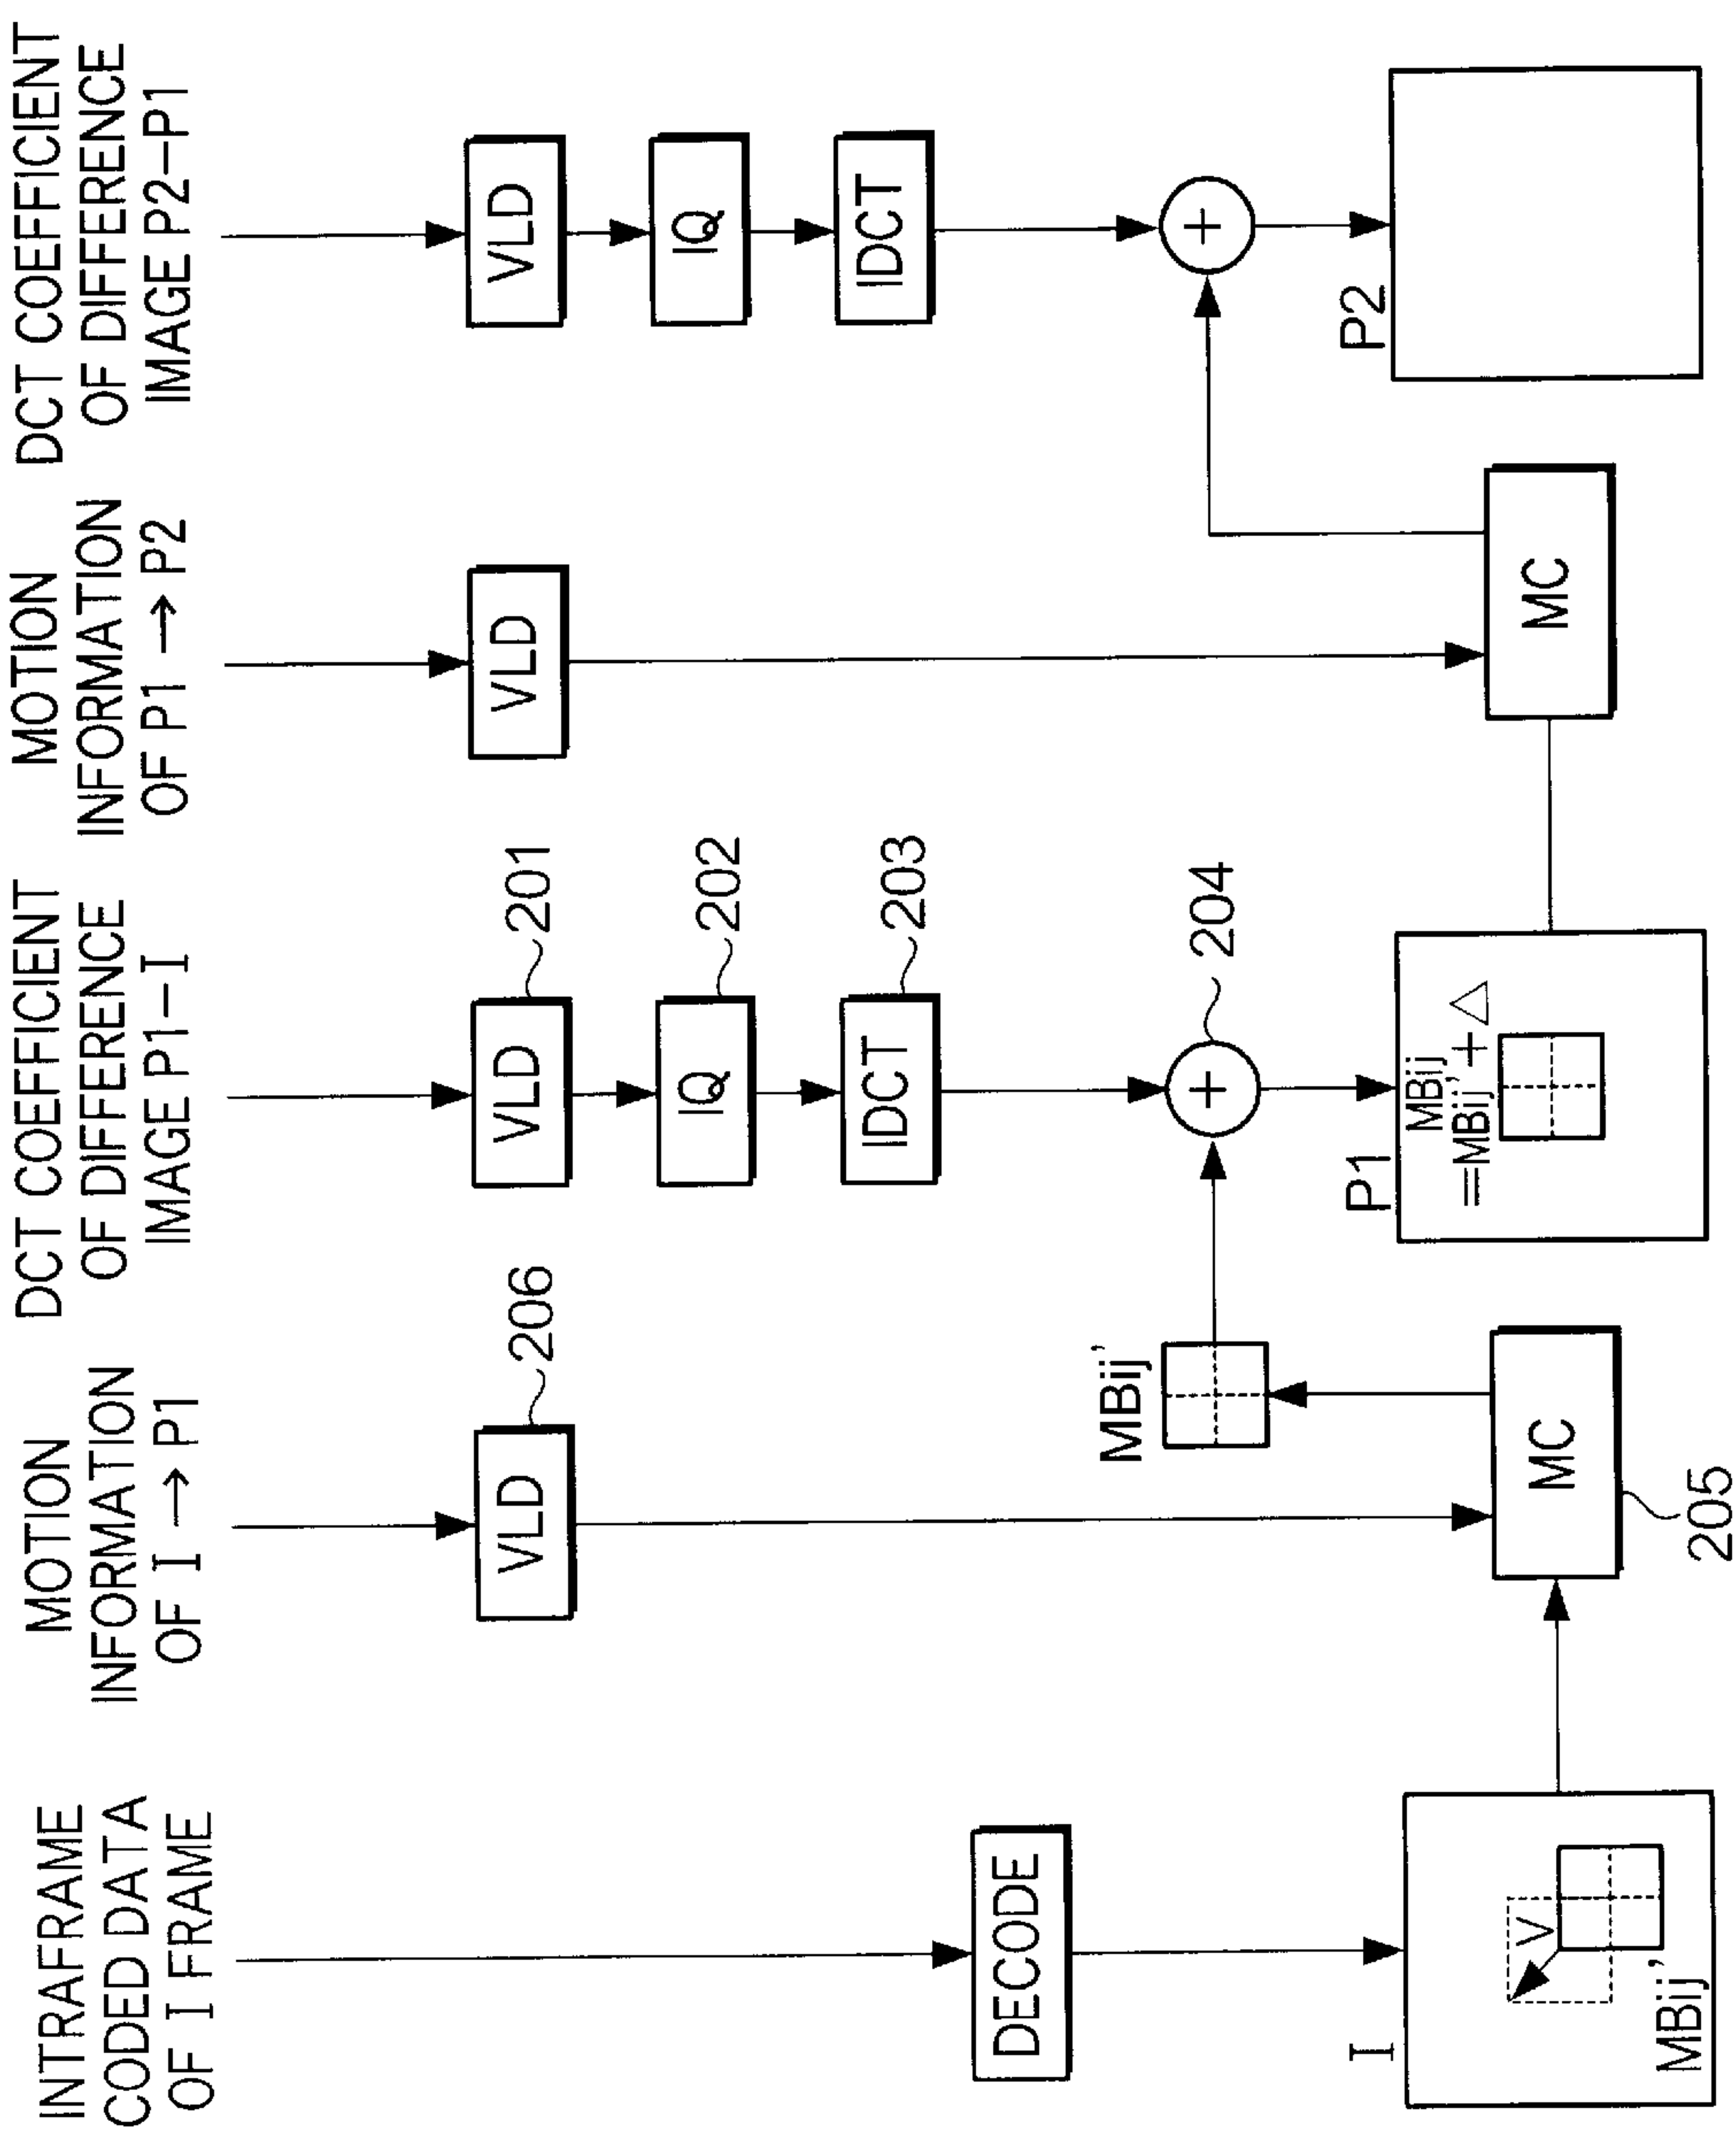 INTRAFRAME
CODED DATA
OF I FRAME
MOTION
INFORMATION
OF I → P1
DCT COEFFICIENT
OF DIFFERENCE
IMAGE P1−I
MOTION
INFORMATION
OF P1 → P2
DCT COEFFICIENT
OF DIFFERENCE
IMAGE P2−P1
VLD
206
VLD
201
VLD
VLD
IQ
202
IQ
DECODE
IDCT
203
IDCT
MBij’
+
204
+
I
V
MBij’
MC
205
P1
MBij
=MBij’+△
MC
P2